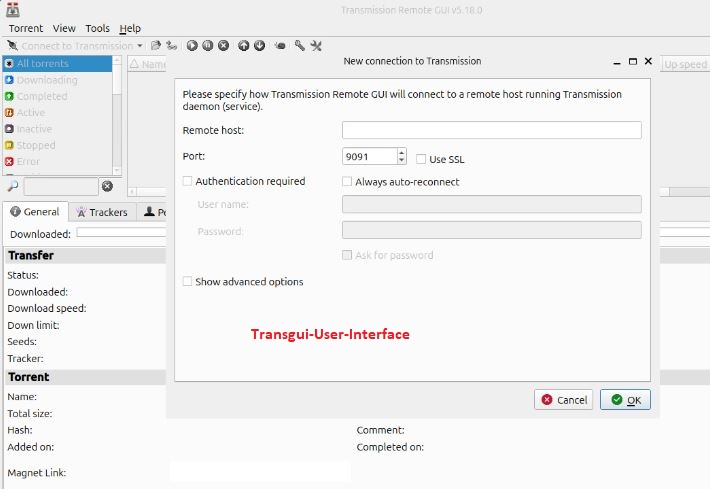 Transmission Remote GUI v5.18.0
Torrent View Tools Help
Connect to Transmission
New connection to Transmission
All torrents
Name
Up speed
Downloading
Completed
Active
Inactive
Stopped
Error
Please specify how Transmission Remote GUI will connect to a remote host running Transmission
daemon (service).
Remote host:
Port: 9091 Use SSL
Authentication required Always auto-reconnect
User name:
Password:
Ask for password
Show advanced options
Transgui-User-Interface
Cancel OK
General Trackers
Downloaded:
Transfer
Status:
Downloaded:
Download speed:
Down limit:
Seeds:
Tracker:
Torrent
Name:
Total size:
Hash: Comment:
Added on: Completed on:
Magnet Link: